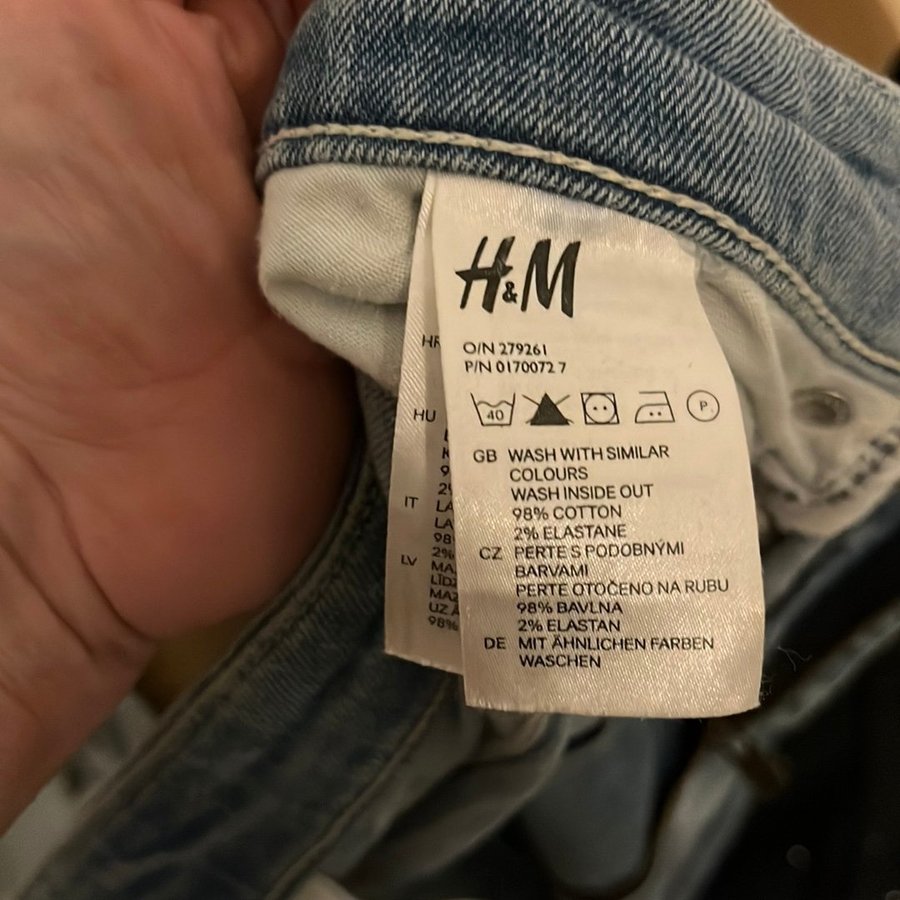 H&M
O/N 279261
P/N 0170072 7
40 P
GB WASH WITH SIMILAR
COLOURS
WASH INSIDE OUT
98% COTTON
2% ELASTANE
CZ PERTE S PODOBNÝMI
BARVAMI
PERTE OTOČENO NA RUBU
98% BAVLNA
2% ELASTAN
DE MIT ÄHNLICHEN FARBEN
WASCHEN
HR
HU
IT
LV
98%